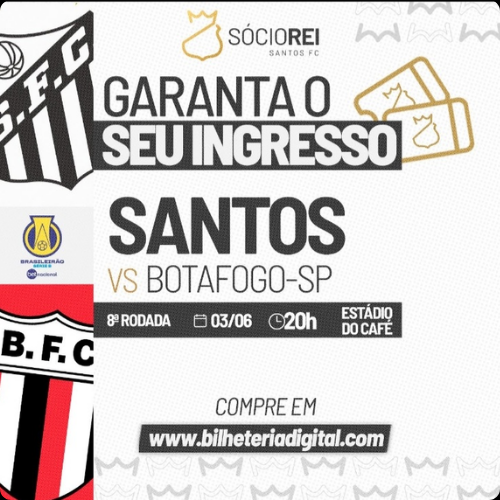 SÓCIOREI
SANTOS FC
S.F.C
GARANTA O
SEU INGRESSO
SANTOS
VS BOTAFOGO-SP
BRASILEIRÃO
SÉRIE B
betnacional
8ª RODADA 03/06 20h ESTÁDIO
DO CAFÉ
B.F.C
COMPRE EM
www.bilheteriadigital.com